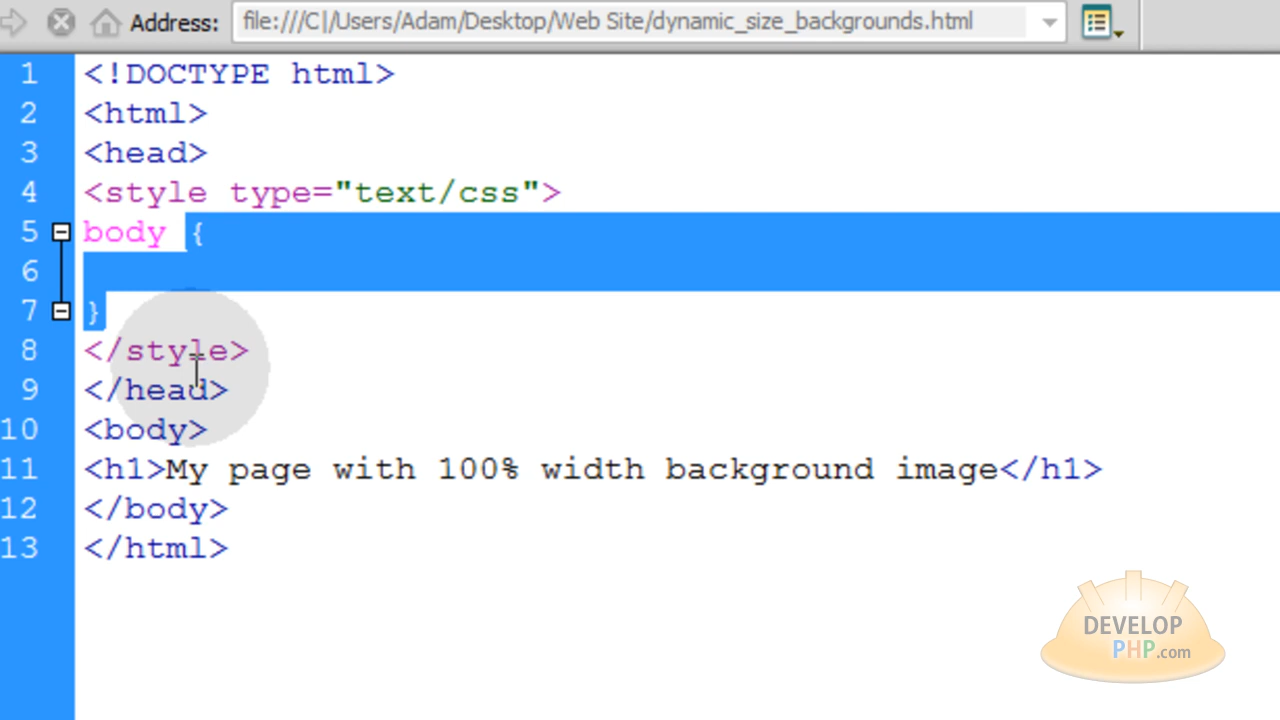 Address: file:///C|/Users/Adam/Desktop/Web Site/dynamic_size_backgrounds.html
1 <!DOCTYPE html>
2 <html>
3 <head>
4 <style type="text/css">
5 body {
6
7 }
8 </style>
9 </head>
10 <body>
11 <h1>My page with 100% width background image</h1>
12 </body>
13 </html>
DEVELOP
PHP.com